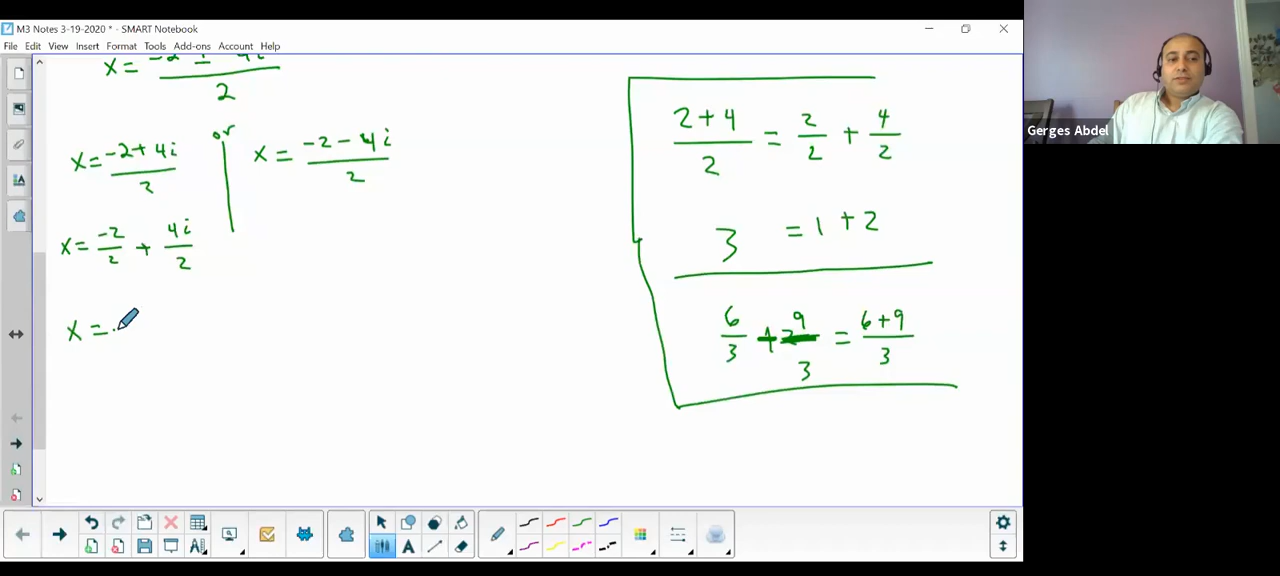 M3 Notes 3-19-2020 * - SMART Notebook
File Edit View Insert Format Tools Add-ons Account Help
x = (-2 ± 4i)/2
x = (-2 + 4i)/2 or x = (-2 - 4i)/2
x = -2/2 + 4i/2
x =
(2 + 4)/2 = 2/2 + 4/2
3 = 1 + 2
6/3 + 9/3 = (6 + 9)/3
Gerges Abdel
A
A